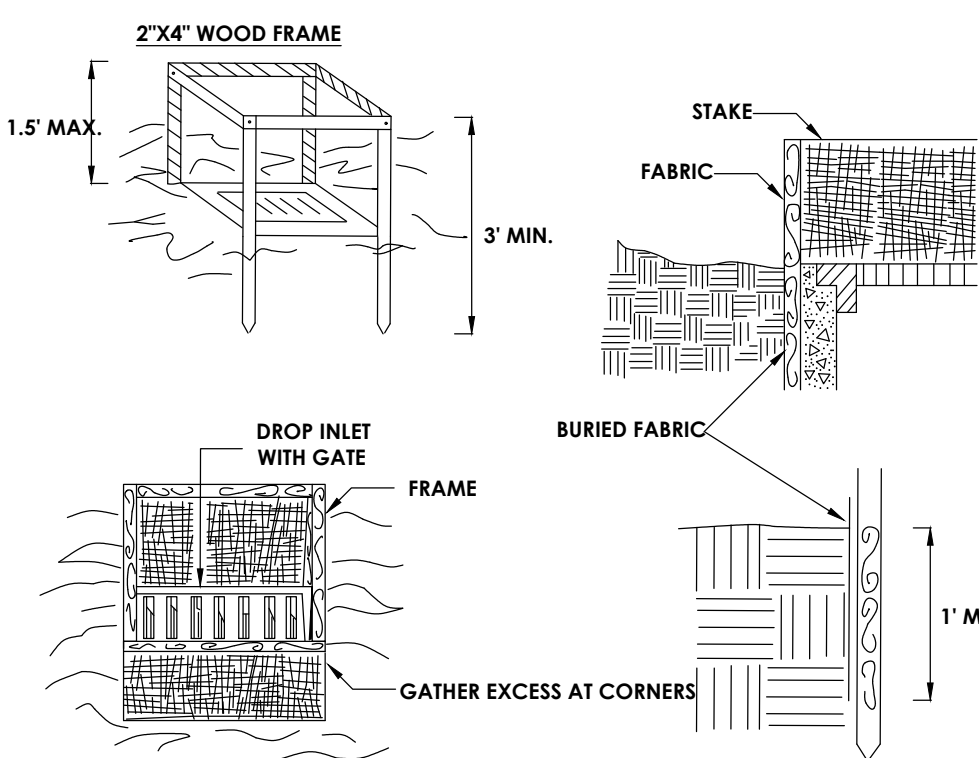 2"X4" WOOD FRAME
1.5' MAX.
3' MIN.
STAKE
FABRIC
BURIED FABRIC
DROP INLET
WITH GATE
FRAME
GATHER EXCESS AT CORNERS
1'